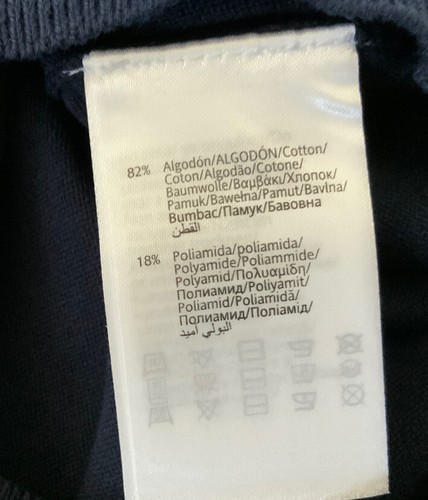 82% Algodón/ALGODÓN/Cotton/
Coton/Algodão/Cotone/
Baumwolle/Βαμβάκι/Хлопок/
Pamuk/Bawełna/Pamut/Bavlna/
Bumbac/Памук/Бавовна
القطن
18% Poliamida/poliamida/
Polyamide/Poliammide/
Polyamid/Πολυαμίδη/
Полиамид/Poliyamit/
Poliamid/Poliamidă/
Полиамид/Поліамід/
البولي أميد